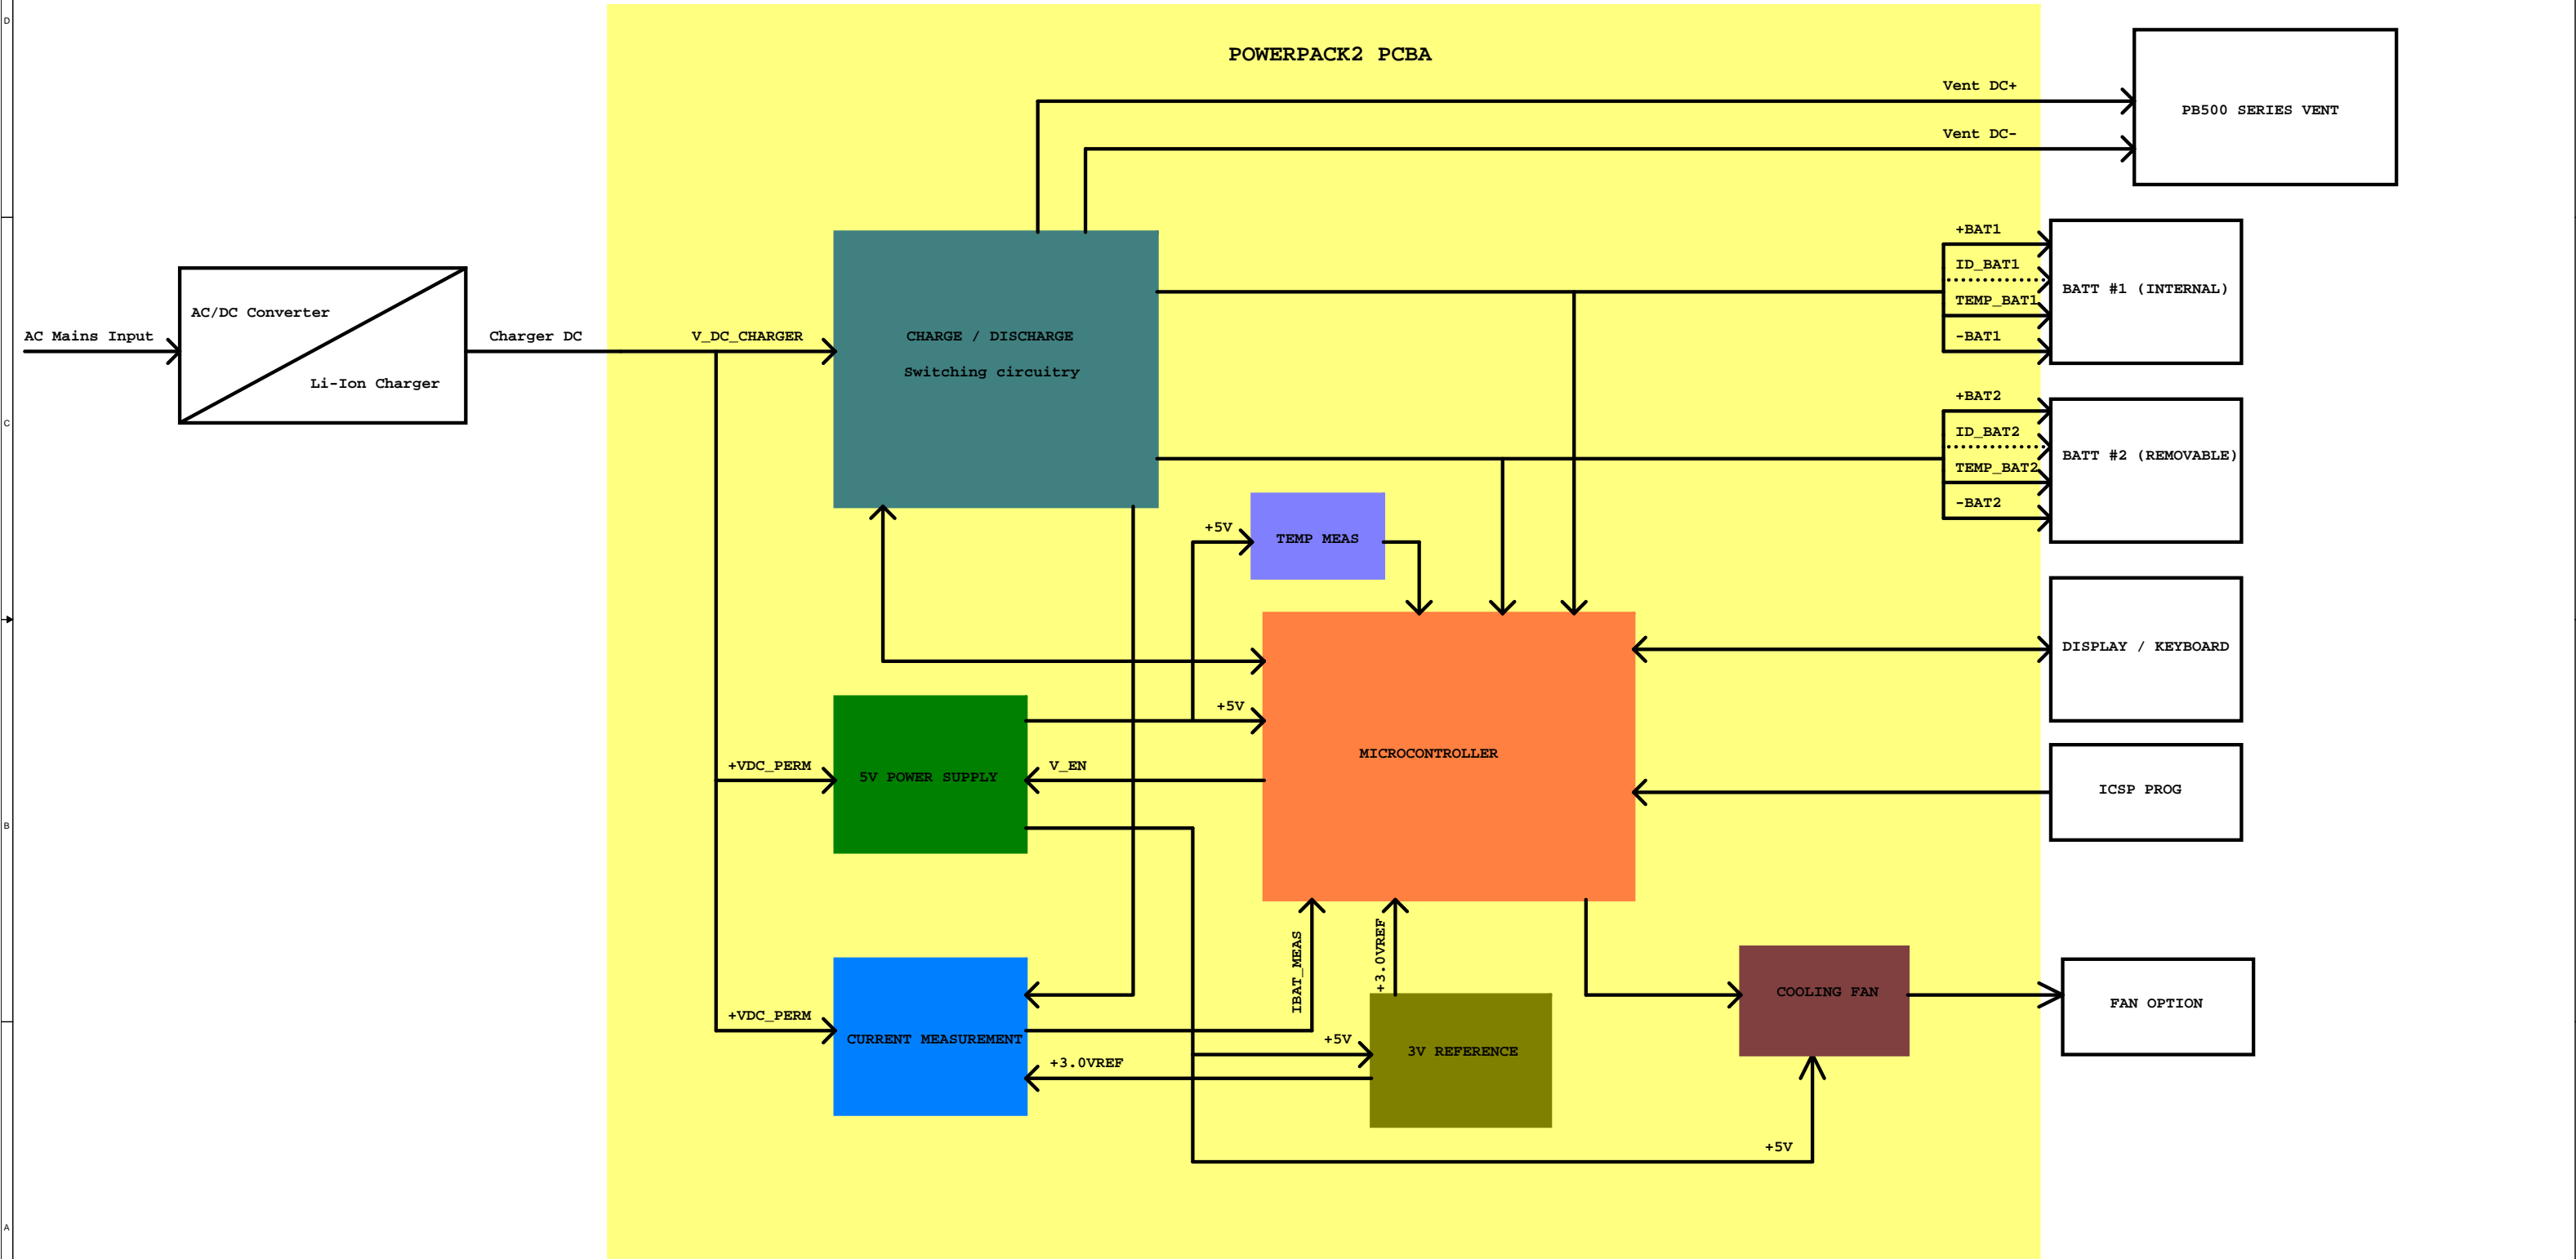 D
POWERPACK2 PCBA
Vent DC+
PB500 SERIES VENT
Vent DC-
+BAT1
ID_BAT1
BATT #1 (INTERNAL)
TEMP_BAT1
-BAT1
AC/DC Converter
Li-Ion Charger
AC Mains Input
Charger DC
V_DC_CHARGER
CHARGE / DISCHARGE
Switching circuitry
+BAT2
C
ID_BAT2
BATT #2 (REMOVABLE)
TEMP_BAT2
-BAT2
+5V
TEMP MEAS
DISPLAY / KEYBOARD
+5V
MICROCONTROLLER
+VDC_PERM
5V POWER SUPPLY
V_EN
ICSP PROG
B
IBAT_MEAS
+3.0VREF
COOLING FAN
FAN OPTION
+VDC_PERM
CURRENT MEASUREMENT
+5V
3V REFERENCE
+3.0VREF
+5V
A